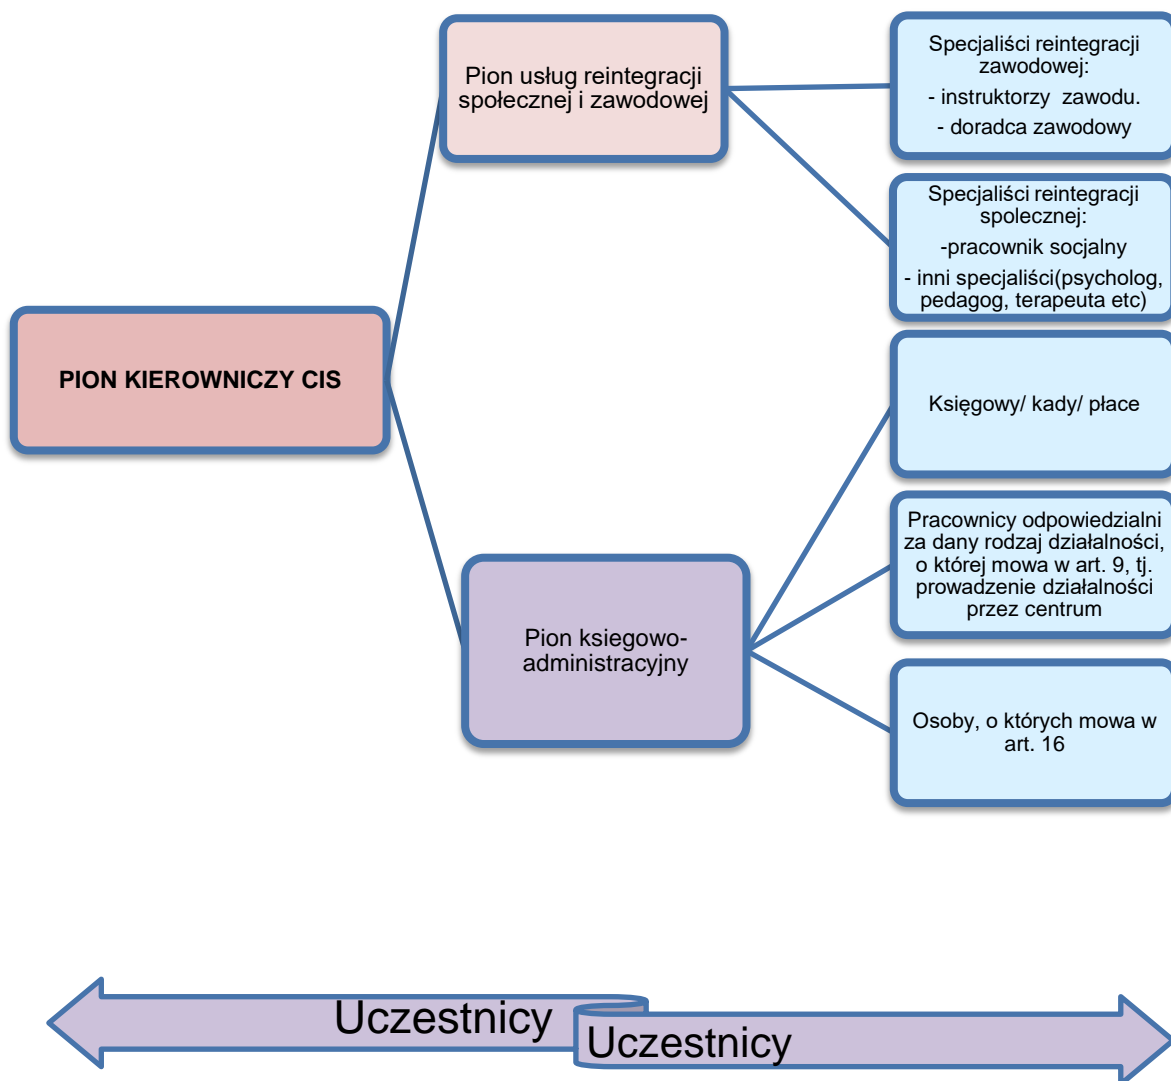 Pion usług reintegracji
społecznej i zawodowej
Specjaliści reintegracji
zawodowej:
- instruktorzy zawodu.
- doradca zawodowy
Specjaliści reintegracji
spolecznej:
-pracownik socjalny
- inni specjaliści(psycholog,
pedagog, terapeuta etc)
PION KIEROWNICZY CIS
Księgowy/ kady/ płace
Pracownicy odpowiedzialni
za dany rodzaj działalności,
o której mowa w art. 9, tj.
prowadzenie działalności
przez centrum
Pion ksiegowo-
administracyjny
Osoby, o których mowa w
art. 16
Uczestnicy
Uczestnicy